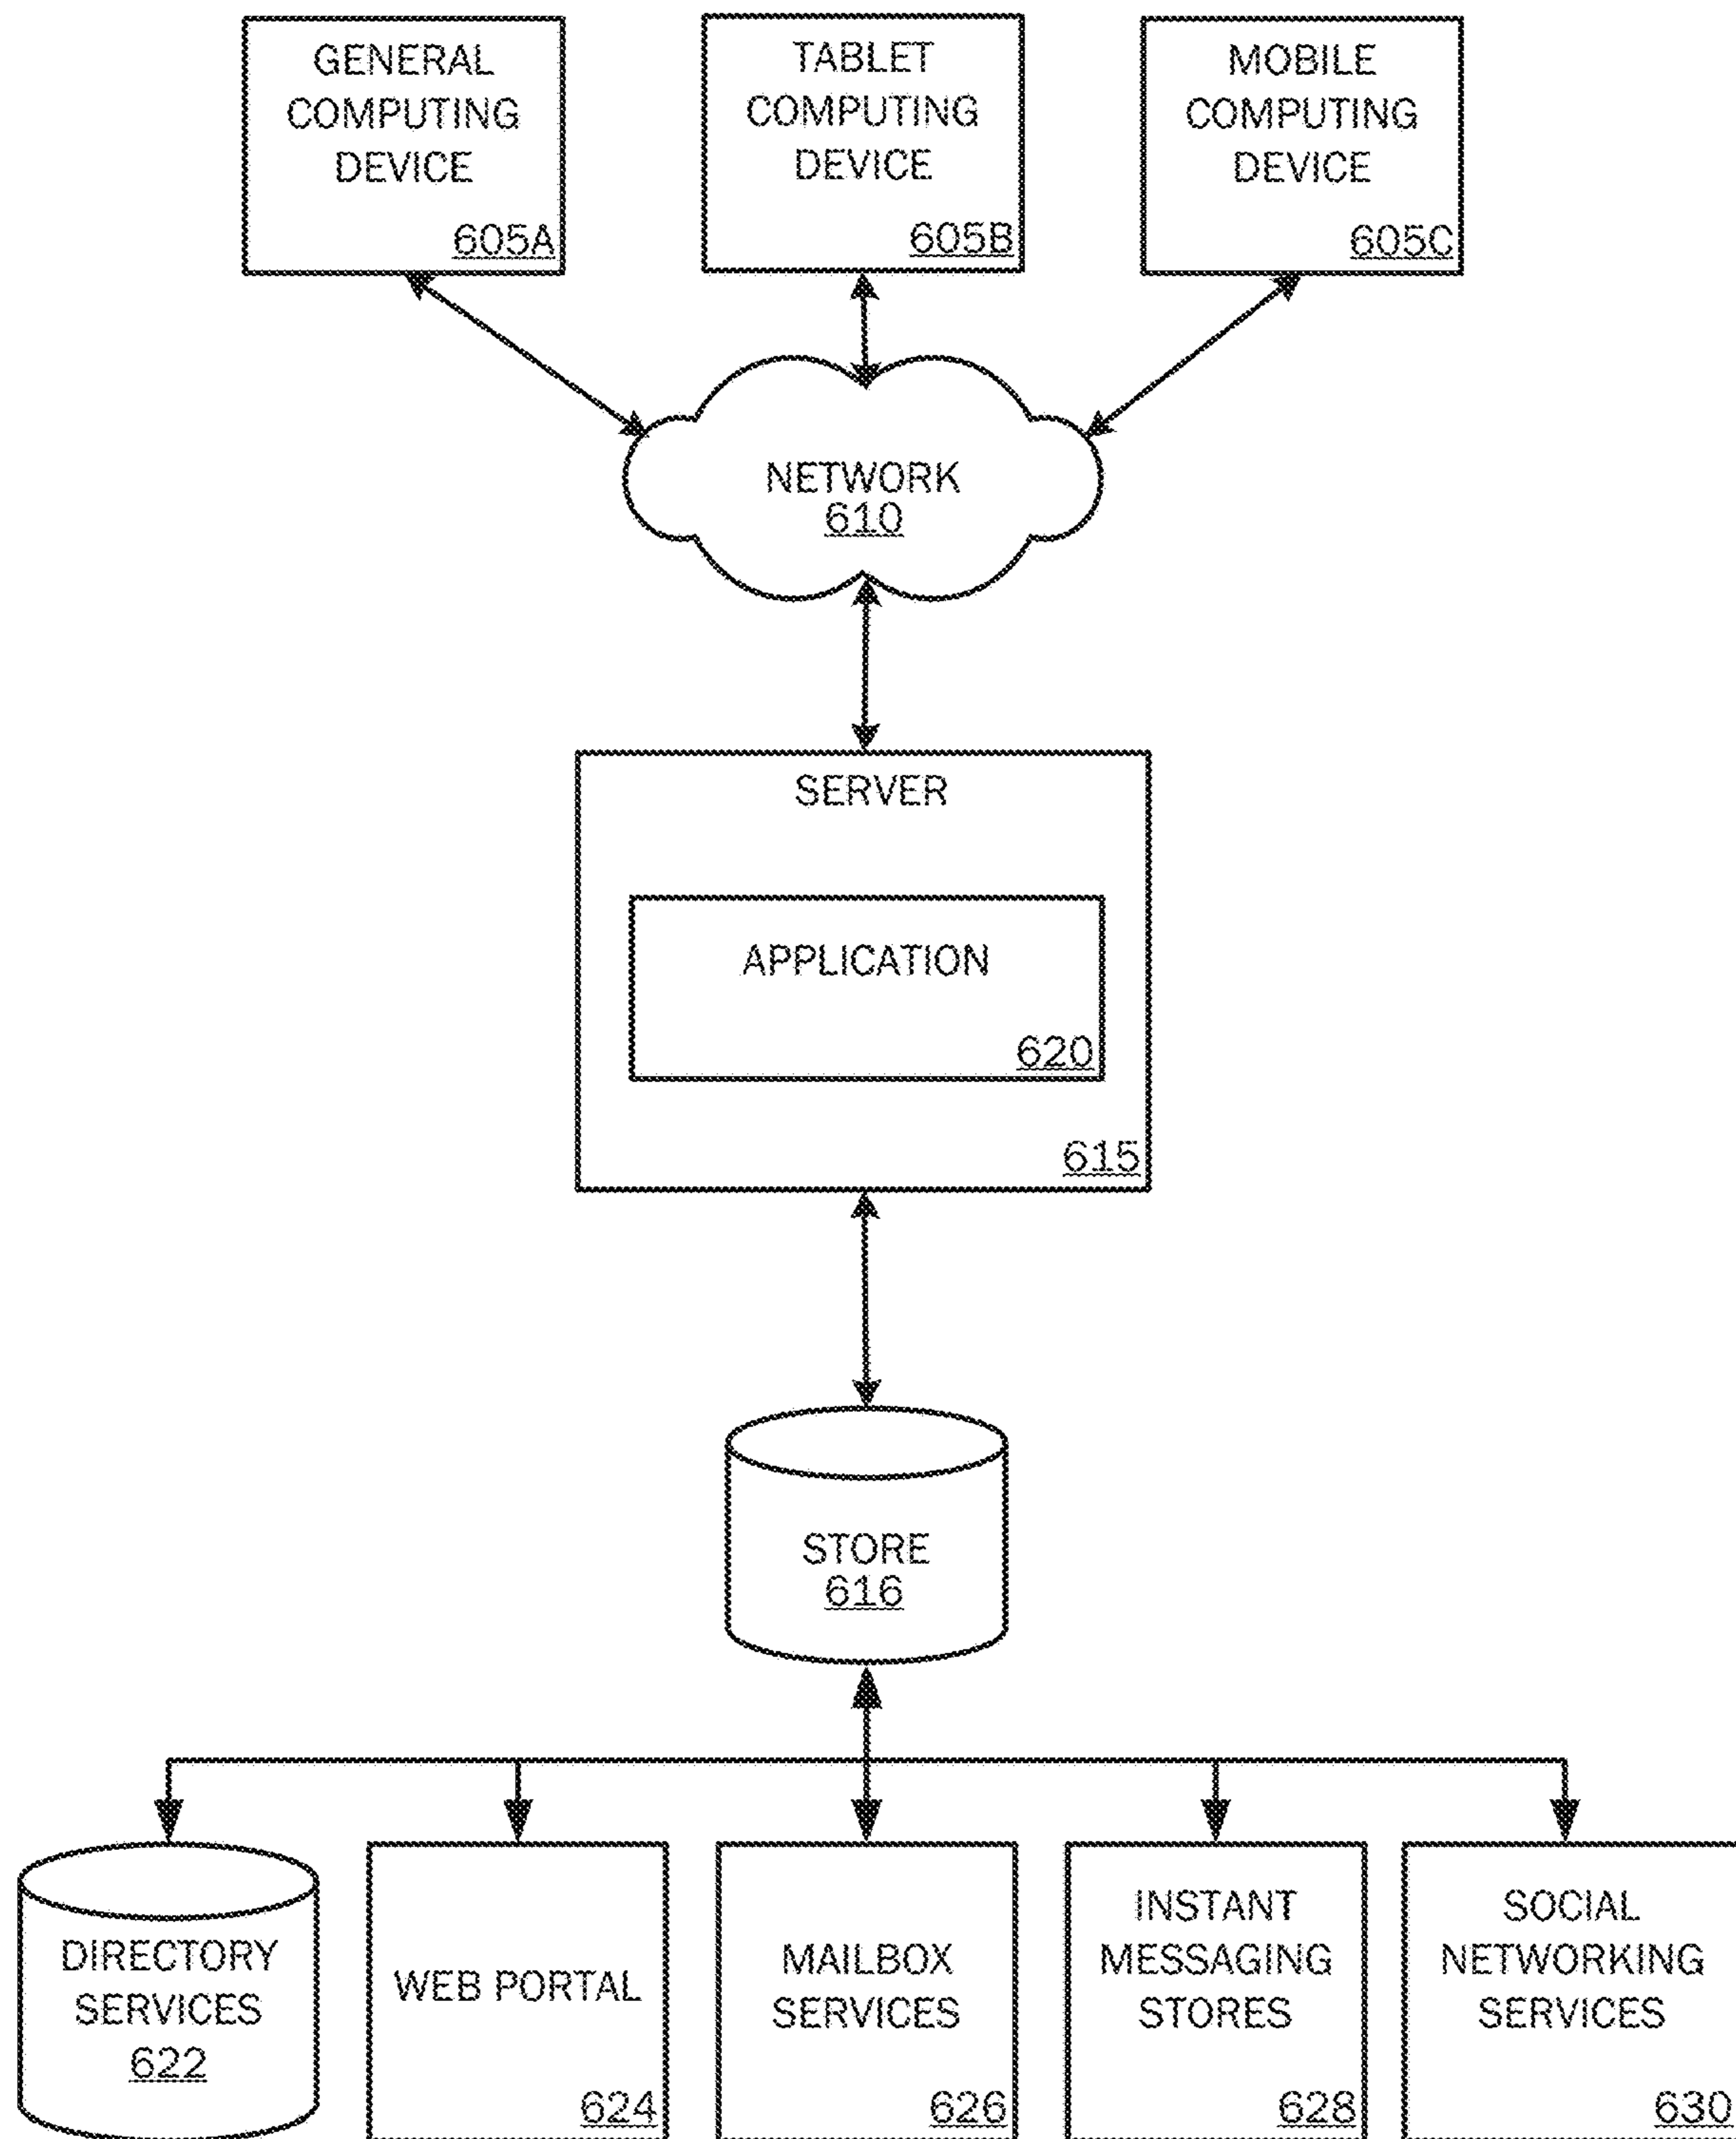 GENERAL
COMPUTING
DEVICE
605A
TABLET
COMPUTING
DEVICE
605B
MOBILE
COMPUTING
DEVICE
605C
NETWORK
610
SERVER
APPLICATION
620
615
STORE
616
DIRECTORY
SERVICES
622
WEB PORTAL
624
MAILBOX
SERVICES
626
INSTANT
MESSAGING
STORES
628
SOCIAL
NETWORKING
SERVICES
630